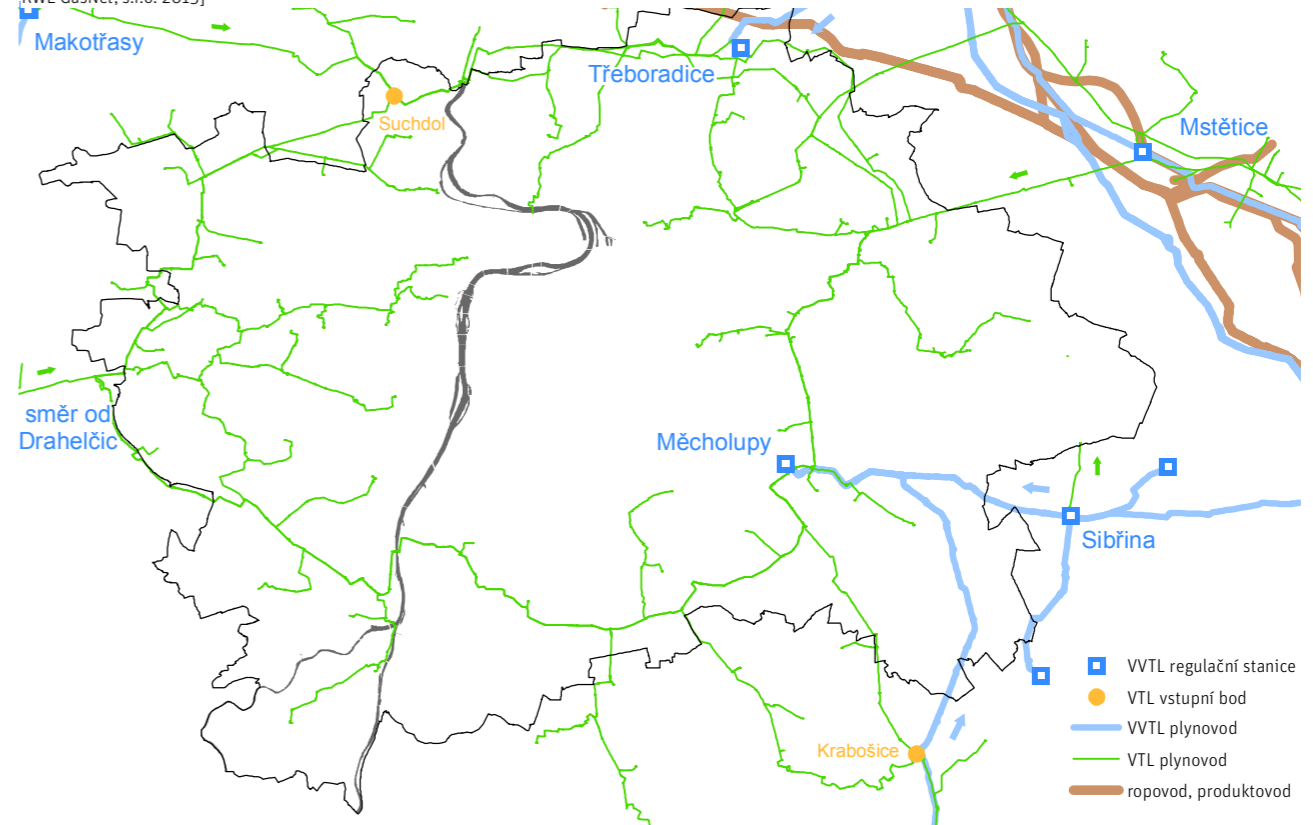 Makotřasy
Třeboradice
Suchdol
Mstětice
směr od
Drahelčic
Měcholupy
Sibřina
Krabošice
VVTL regulační stanice
VTL vstupní bod
VVTL plynovod
VTL plynovod
ropovod, produktovod